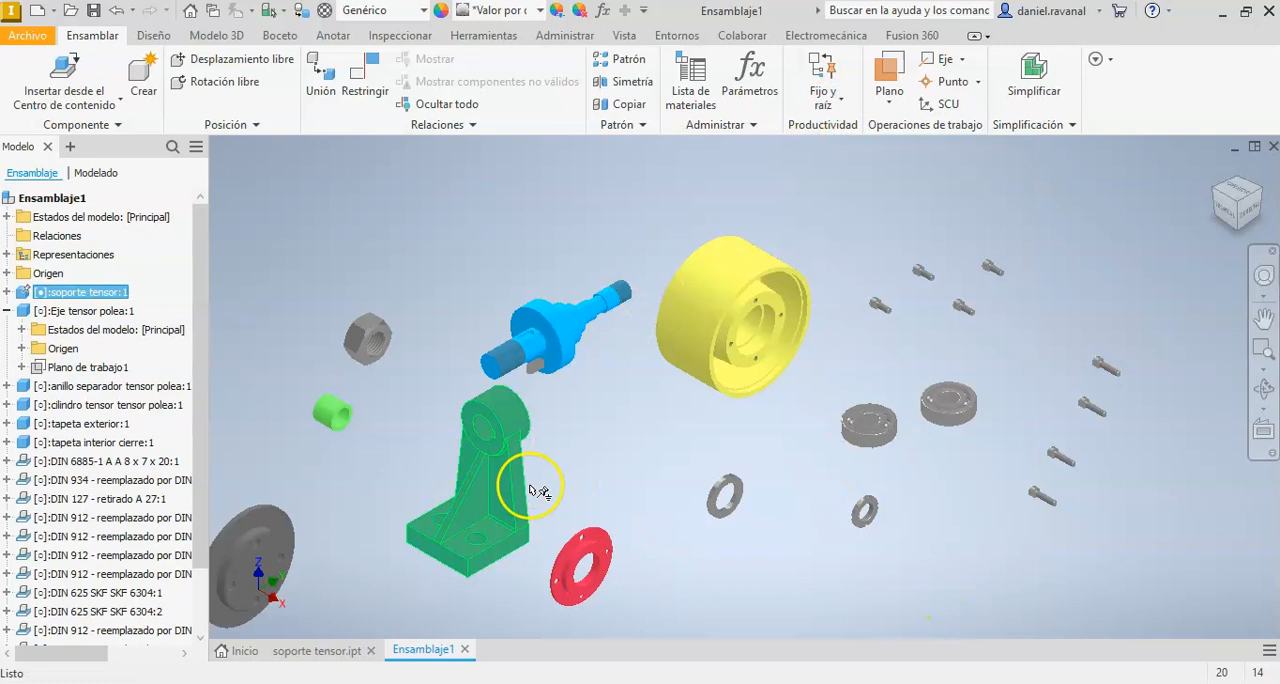 Genérico
*Valor por c
Ensamblaje1
Buscar en la ayuda y los comanc
daniel.ravanal
Archivo
Ensamblar
Diseño
Modelo 3D
Boceto
Anotar
Inspeccionar
Herramientas
Administrar
Vista
Entornos
Colaborar
Electromecánica
Fusion 360
Insertar desde el
Centro de contenido
Crear
Desplazamiento libre
Rotación libre
Unión
Restringir
Mostrar
Mostrar componentes no válidos
Ocultar todo
Patrón
Simetría
Copiar
Lista de
materiales
Parámetros
Fijo y
raíz
Plano
Eje
Punto
SCU
Simplificar
Componente
Posición
Relaciones
Patrón
Administrar
Productividad
Operaciones de trabajo
Simplificación
Modelo
Ensamblaje
Modelado
Ensamblaje1
Estados del modelo: [Principal]
Relaciones
Representaciones
Origen
:soporte tensor:1
:Eje tensor polea:1
Estados del modelo: [Principal]
Origen
Plano de trabajo1
:anillo separador tensor polea:1
:cilindro tensor tensor polea:1
:tapeta exterior:1
:tapeta interior cierre:1
:DIN 6885-1 A A 8 x 7 x 20:1
:DIN 934 - reemplazado por DIN
:DIN 127 - retirado A 27:1
:DIN 912 - reemplazado por DIN
:DIN 912 - reemplazado por DIN
:DIN 912 - reemplazado por DIN
:DIN 912 - reemplazado por DIN
:DIN 625 SKF SKF 6304:1
:DIN 625 SKF SKF 6304:2
:DIN 912 - reemplazado por DIN
Z
Y
X
Inicio
soporte tensor.ipt
Ensamblaje1
Listo
20
14